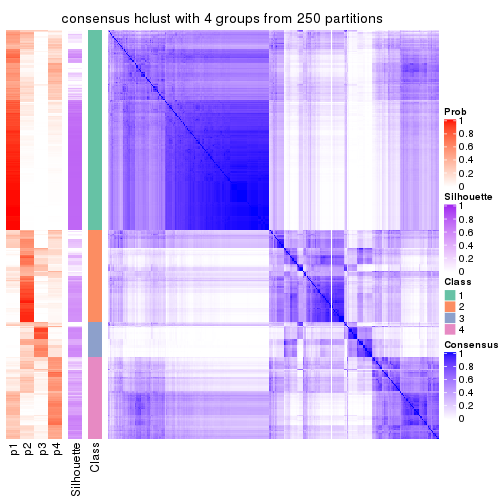 consensus hclust with 4 groups from 250 partitions
Prob
1
0.8
0.6
0.4
0.2
0
Silhouette
1
0.8
0.6
0.4
0.2
0
Class
1
2
3
4
Consensus
1
0.8
0.6
0.4
0.2
0
p1
p2
p3
p4
Silhouette
Class